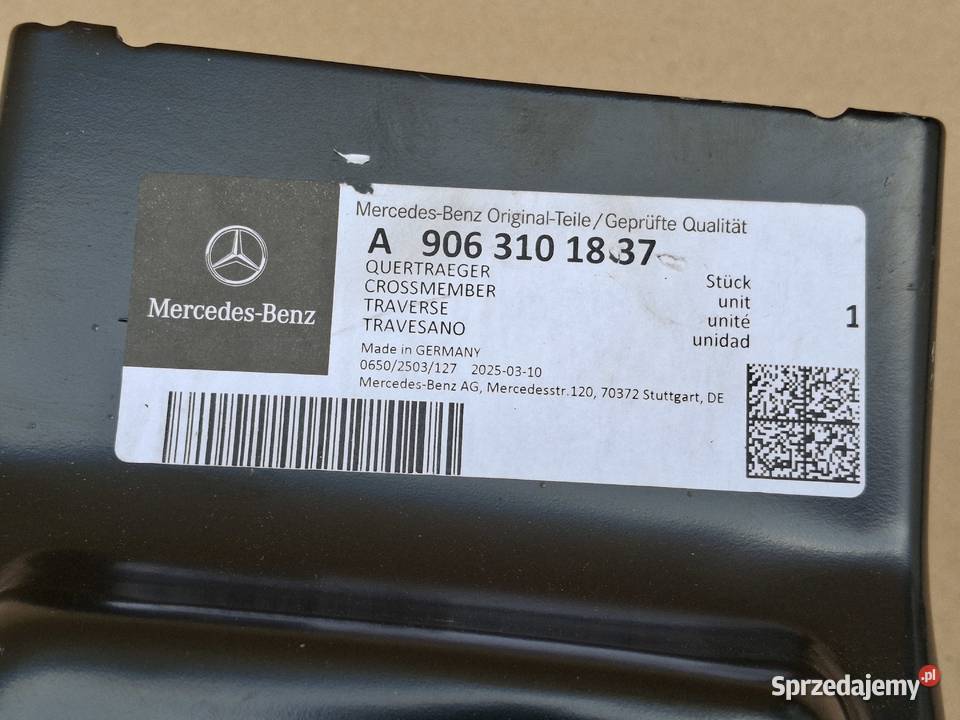 Mercedes-Benz
Mercedes-Benz Original-Teile/Geprüfte Qualität
A 906 310 18 37
QUERTRAEGER
CROSSMEMBER
TRAVERSE
TRAVESANO
Stück
unit
unité
unidad
1
Made in GERMANY
0650/2503/127 2025-03-10
Mercedes-Benz AG, Mercedesstr.120, 70372 Stuttgart, DE
Sprzedajemy.pl